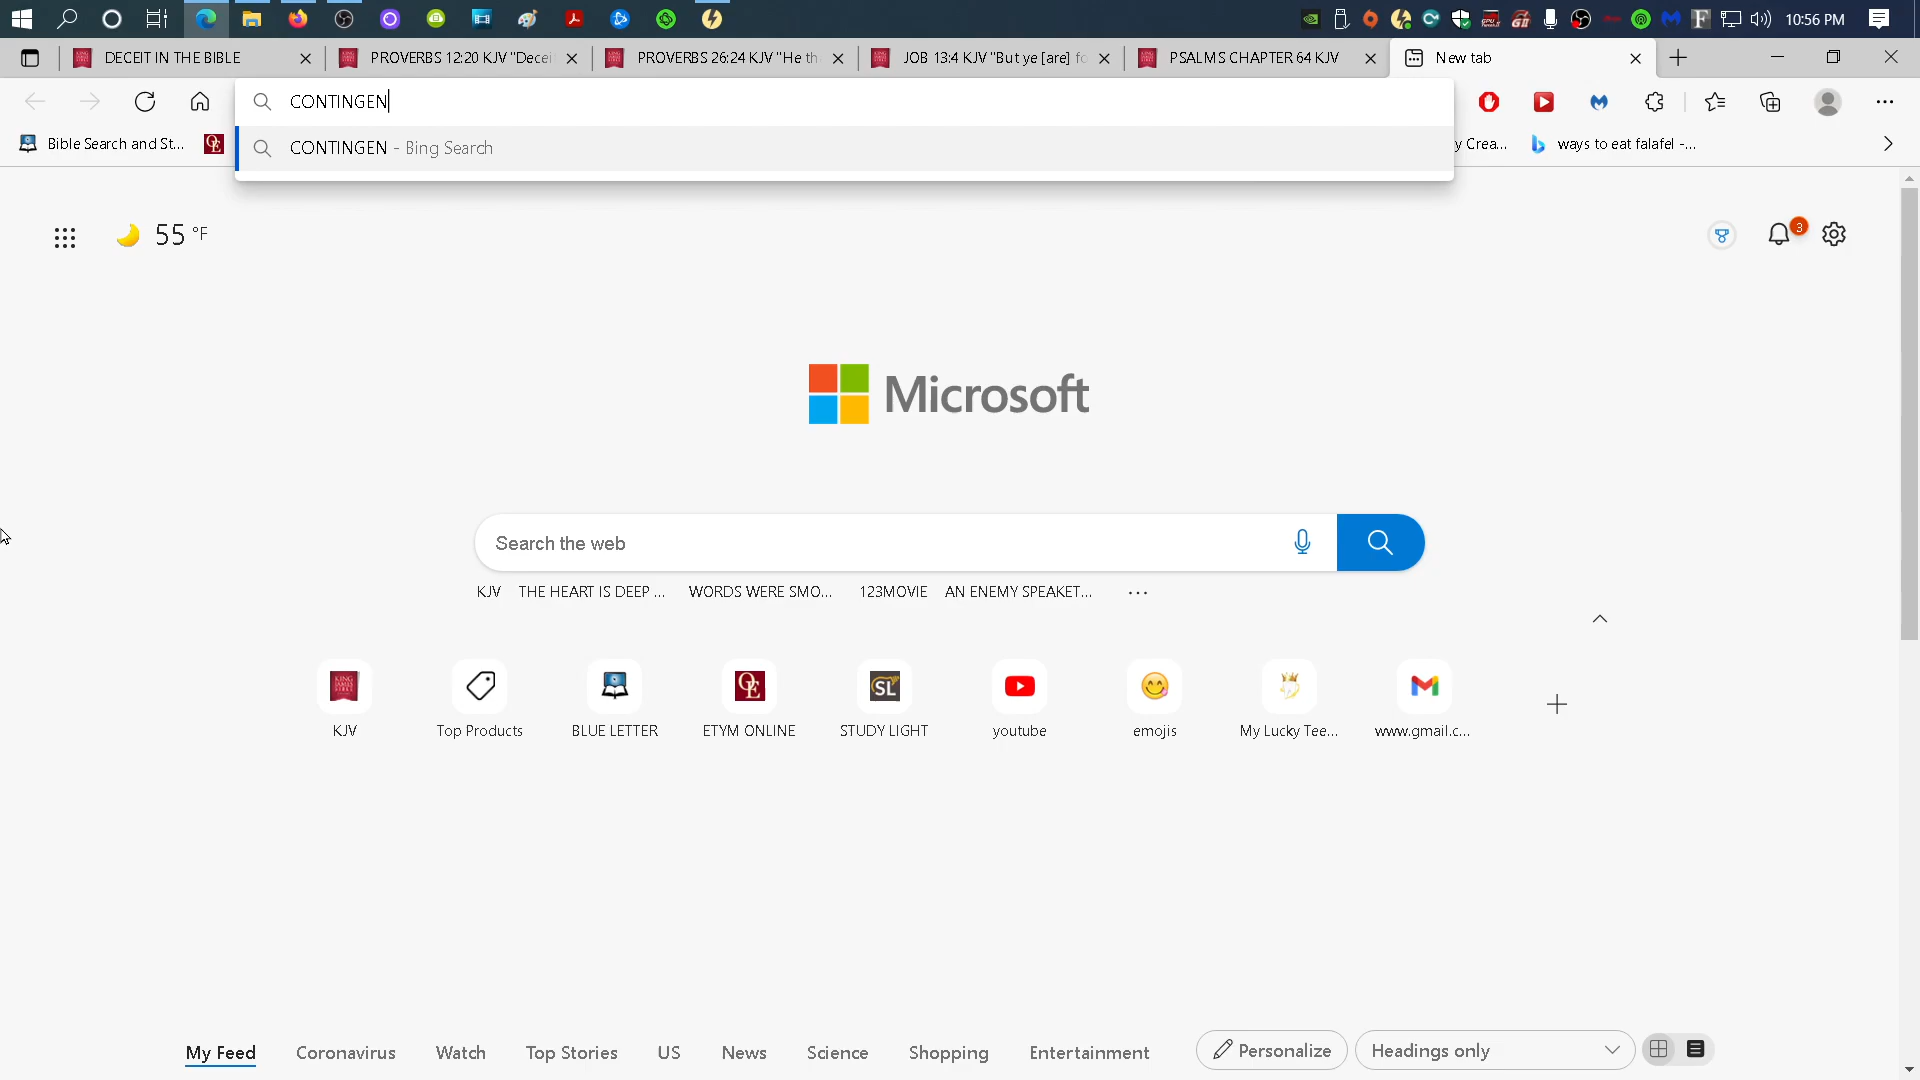 10:56 PM
DECEIT IN THE BIBLE
PROVERBS 12:20 KJV "Decei
PROVERBS 26:24 KJV "He th
JOB 13:4 KJV "But ye [are] fo
PSALMS CHAPTER 64 KJV
New tab
CONTINGEN
Bible Search and St...
CONTINGEN - Bing Search
y Crea...
ways to eat falafel -...
55 °F
3
Microsoft
Search the web
KJV
THE HEART IS DEEP ...
WORDS WERE SMO...
123MOVIE
AN ENEMY SPEAKET...
KJV
Top Products
BLUE LETTER
ETYM ONLINE
STUDY LIGHT
youtube
emojis
My Lucky Tee...
www.gmail.c...
My Feed
Coronavirus
Watch
Top Stories
US
News
Science
Shopping
Entertainment
Personalize
Headings only